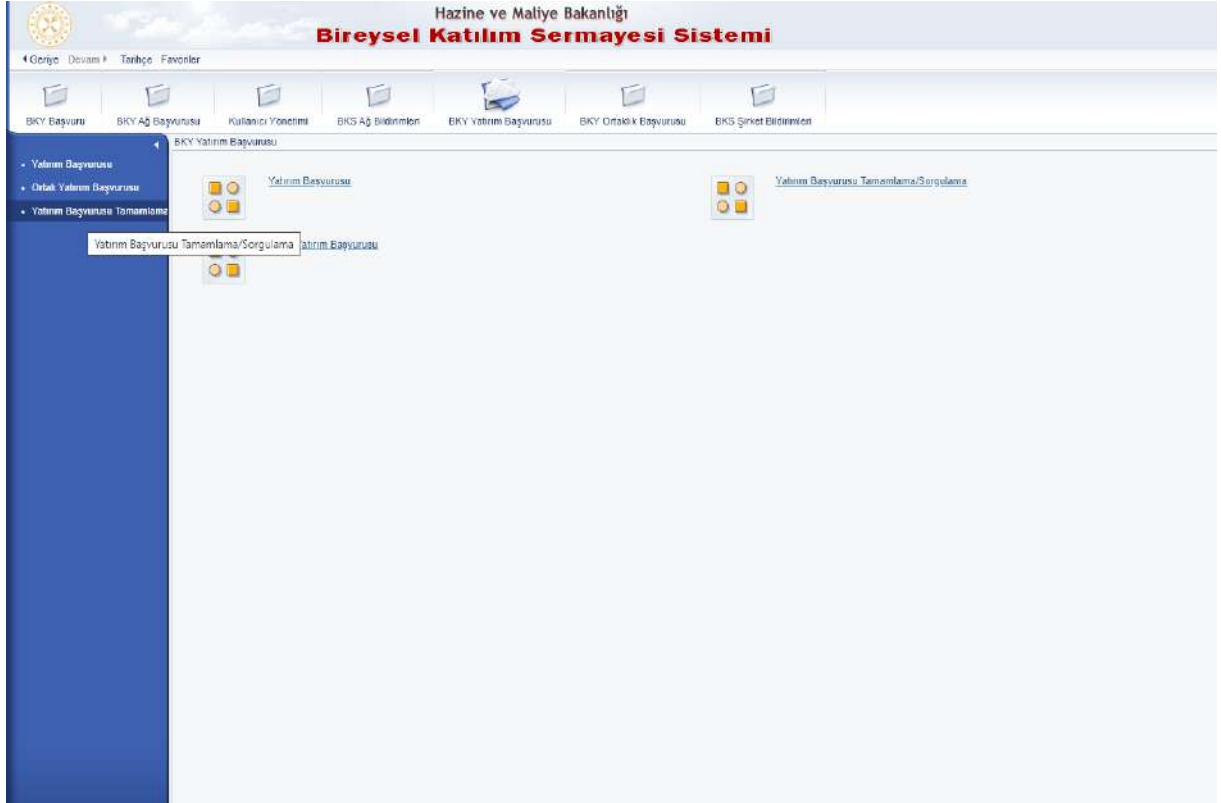 Hazine ve Maliye Bakanlığı
Bireysel Katılım Sermayesi Sistemi
Geriye Devam Tarihçe Favoriler
BKY Başvuru BKY Ağ Başvurusu Kullanıcı Yönetimi BKS Ağ Bildirimleri BKY Yatırım Başvurusu BKY Ortaklık Başvurusu BKS Şirket Bildirimleri
BKY Yatırım Başvurusu
Yatırım Başvurusu
Ortak Yatırım Başvurusu
Yatırım Başvurusu Tamamlama
Yatırım Başvurusu Yatırım Başvurusu Tamamlama/Sorgulama
Yatırım Başvurusu Tamamlama/Sorgulama
Yatırım Başvurusu